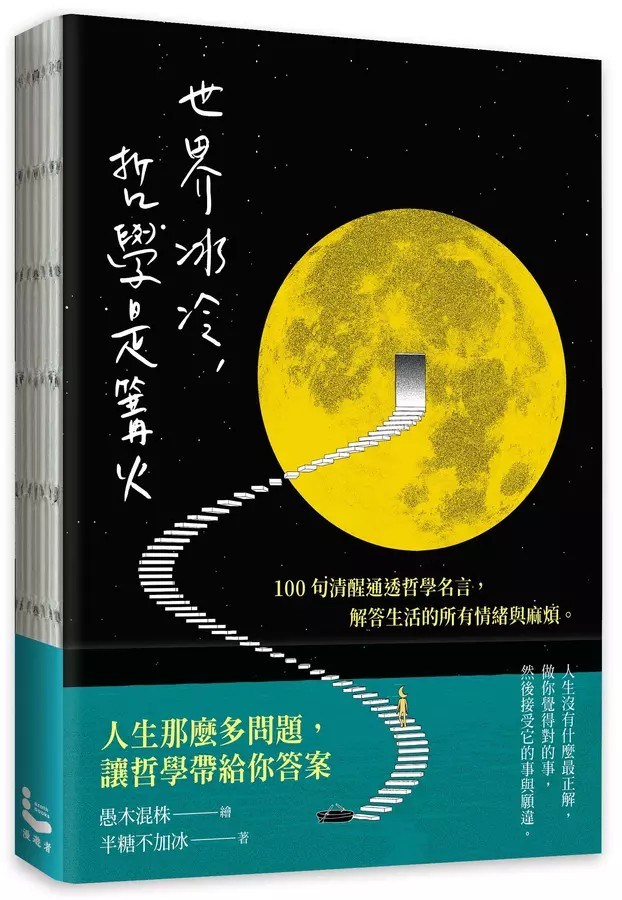 世界冰冷，
哲學是篝火
100 句清醒通透哲學名言，
解答生活的所有情緒與麻煩。
人生沒有什麼最正解，
做你覺得對的事，
然後接受它的事與願違。
人生那麼多問題，
讓哲學帶給你答案
愚木混株——繪
半糖不加冰——著
AZOTH
BOOKS
漫遊者